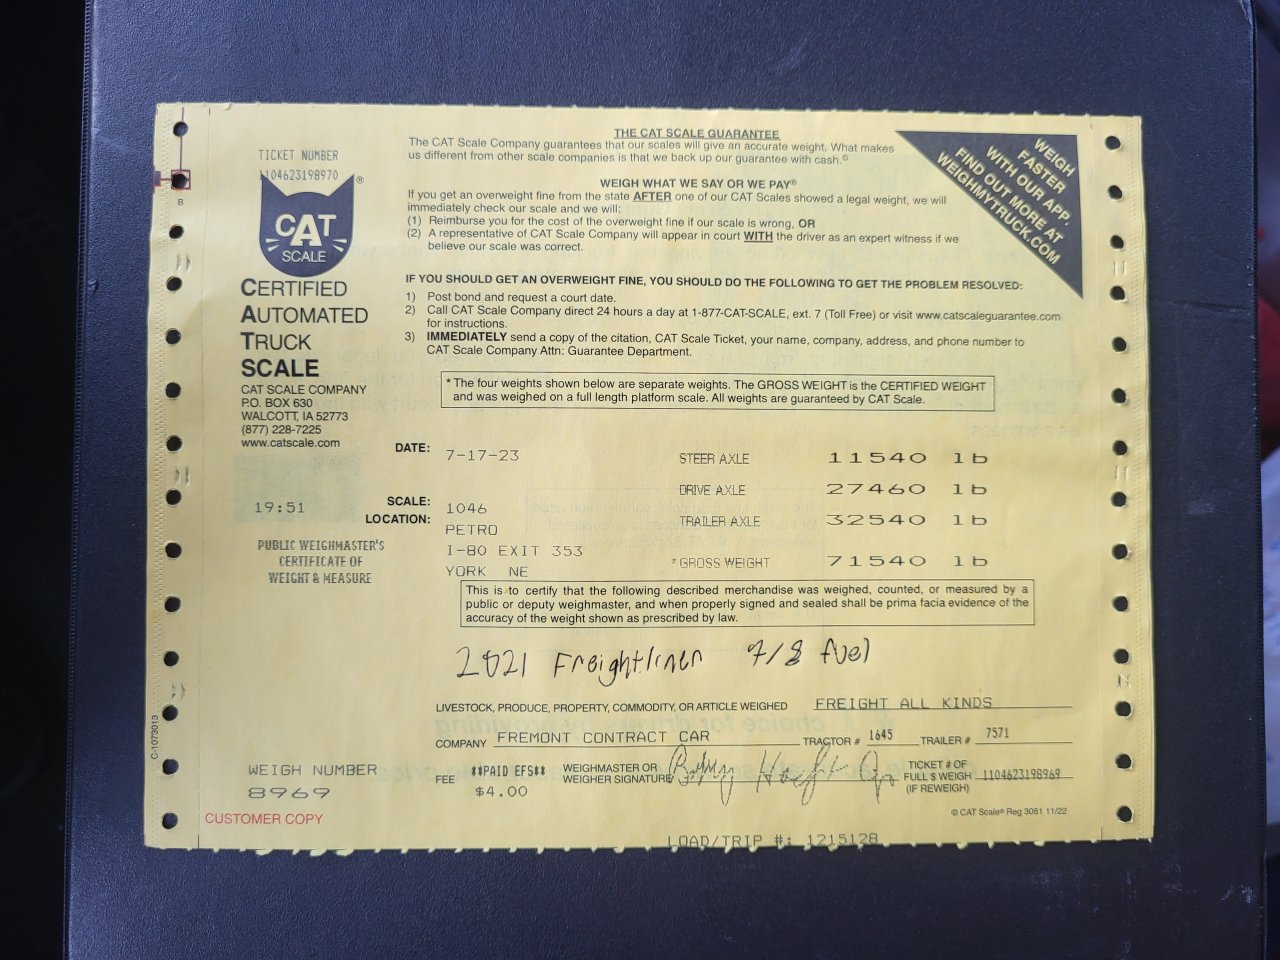 TICKET NUMBER
1104623198970
CAT
SCALE
®
CERTIFIED
AUTOMATED
TRUCK
SCALE
CAT SCALE COMPANY
P.O. BOX 630
WALCOTT, IA 52773
(877) 228-7225
www.catscale.com
THE CAT SCALE GUARANTEE
The CAT Scale Company guarantees that our scales will give an accurate weight. What makes
us different from other scale companies is that we back up our guarantee with cash.©
WEIGH WHAT WE SAY OR WE PAY®
If you get an overweight fine from the state AFTER one of our CAT Scales showed a legal weight, we will
immediately check our scale and we will:
(1) Reimburse you for the cost of the overweight fine if our scale is wrong, OR
(2) A representative of CAT Scale Company will appear in court WITH the driver as an expert witness if we
believe our scale was correct.
WEIGH
FASTER
WITH OUR APP.
FIND OUT MORE AT
WEIGHMYTRUCK.COM
IF YOU SHOULD GET AN OVERWEIGHT FINE, YOU SHOULD DO THE FOLLOWING TO GET THE PROBLEM RESOLVED:
1) Post bond and request a court date.
2) Call CAT Scale Company direct 24 hours a day at 1-877-CAT-SCALE, ext. 7 (Toll Free) or visit www.catscaleguarantee.com
for instructions.
3) IMMEDIATELY send a copy of the citation, CAT Scale Ticket, your name, company, address, and phone number to
CAT Scale Company Attn: Guarantee Department.
* The four weights shown below are separate weights. The GROSS WEIGHT is the CERTIFIED WEIGHT
and was weighed on a full length platform scale. All weights are guaranteed by CAT Scale.
DATE: 7-17-23
STEER AXLE 11540 lb
DRIVE AXLE 27460 lb
19:51
SCALE: 1046
LOCATION: PETRO
I-80 EXIT 353
YORK NE
TRAILER AXLE 32540 lb
*GROSS WEIGHT 71540 lb
PUBLIC WEIGHMASTER'S
CERTIFICATE OF
WEIGHT & MEASURE
This is to certify that the following described merchandise was weighed, counted, or measured by a
public or deputy weighmaster, and when properly signed and sealed shall be prima facia evidence of the
accuracy of the weight shown as prescribed by law.
2021 Freightliner 7/8 fuel
LIVESTOCK, PRODUCE, PROPERTY, COMMODITY, OR ARTICLE WEIGHED FREIGHT ALL KINDS
COMPANY FREMONT CONTRACT CAR TRACTOR # 1645 TRAILER # 7571
WEIGH NUMBER
8969
FEE **PAID EFS**
$4.00
WEIGHMASTER OR
WEIGHER SIGNATURE
TICKET # OF
FULL $ WEIGH 1104623198969
(IF REWEIGH)
CUSTOMER COPY
© CAT Scale® Reg 3081 11/22
LOAD/TRIP #: 1215128
C-1073013
B